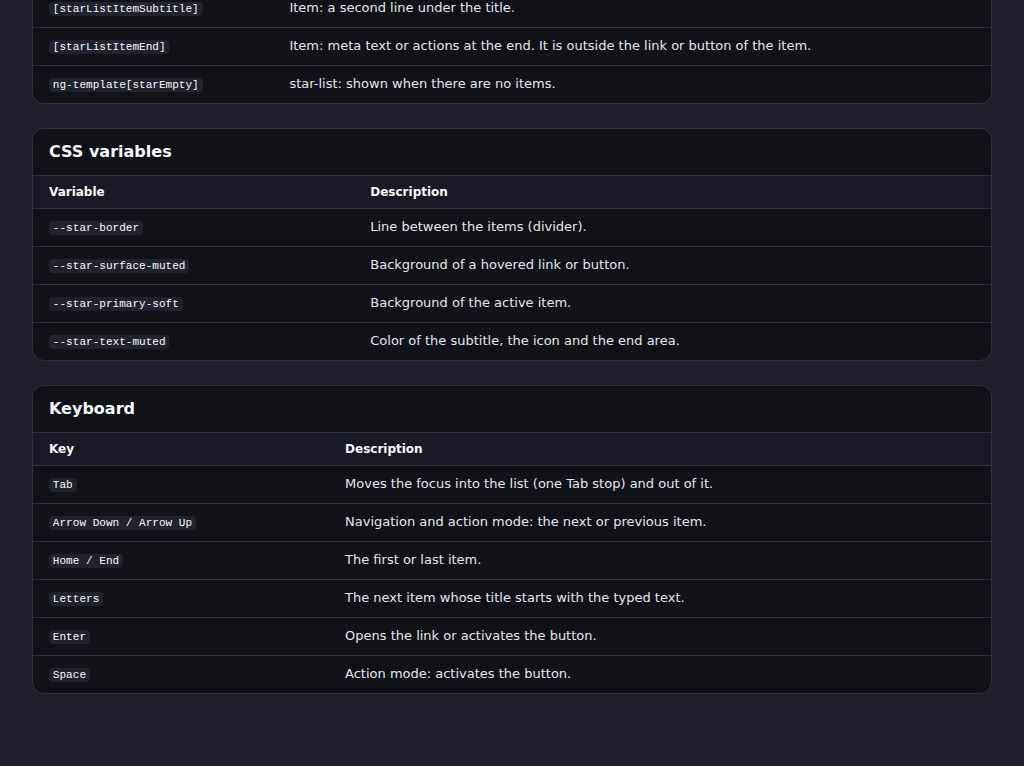 [starListItemSubtitle] Item: a second line under the title.
[starListItemEnd] Item: meta text or actions at the end. It is outside the link or button of the item.
ng-template[starEmpty] star-list: shown when there are no items.
CSS variables
Variable Description
--star-border Line between the items (divider).
--star-surface-muted Background of a hovered link or button.
--star-primary-soft Background of the active item.
--star-text-muted Color of the subtitle, the icon and the end area.
Keyboard
Key Description
Tab Moves the focus into the list (one Tab stop) and out of it.
Arrow Down / Arrow Up Navigation and action mode: the next or previous item.
Home / End The first or last item.
Letters The next item whose title starts with the typed text.
Enter Opens the link or activates the button.
Space Action mode: activates the button.